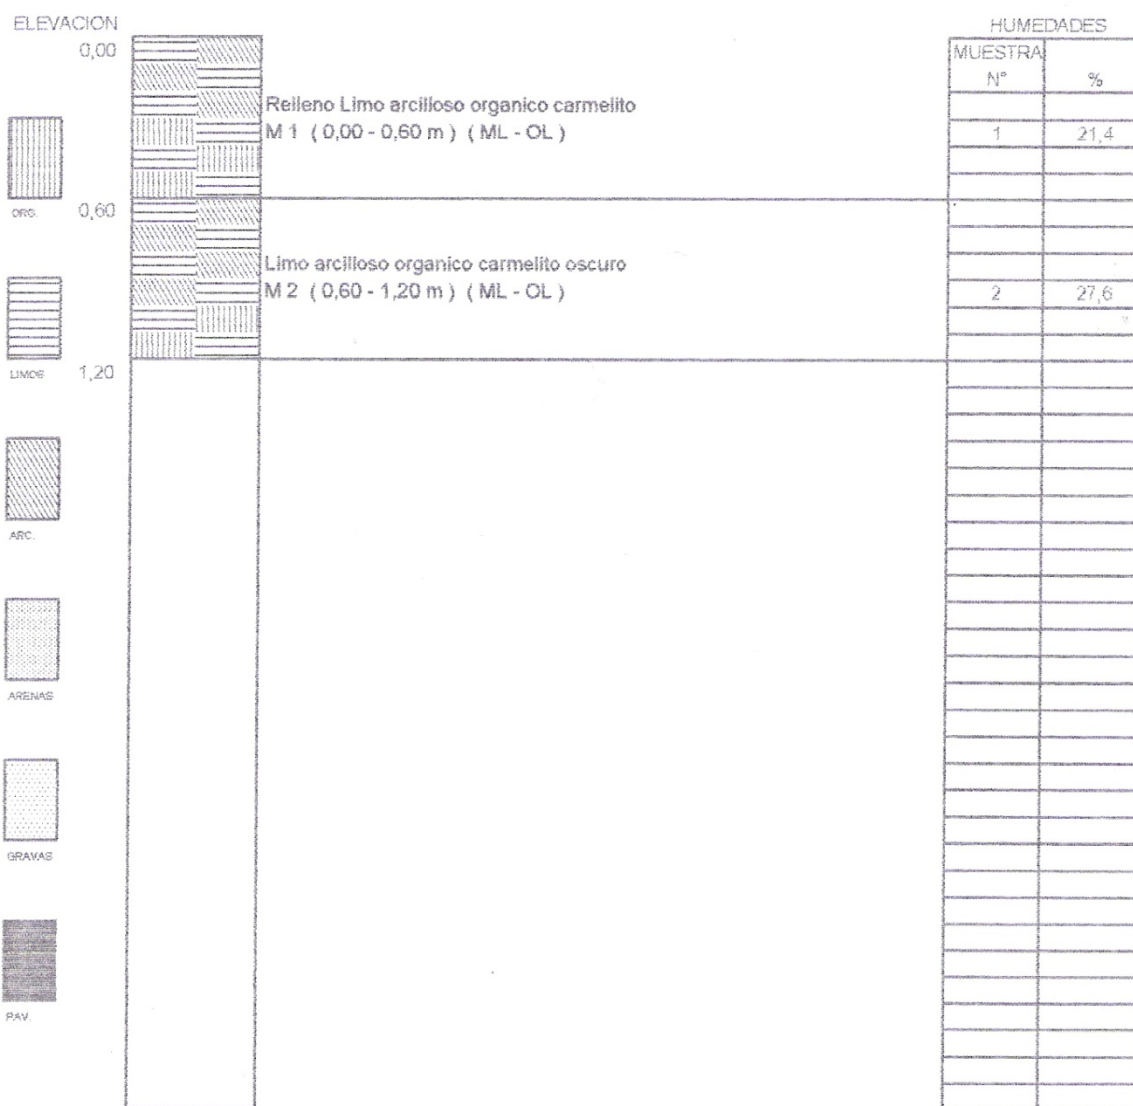 ELEVACION
HUMEDADES
0,00
MUESTRA
N° %
Relleno Limo arcilloso organico carmelito
M 1 ( 0,00 - 0,60 m ) ( ML - OL )
1 21,4
ORG.
0,60
Limo arcilloso organico carmelito oscuro
M 2 ( 0,60 - 1,20 m ) ( ML - OL )
2 27,6
LIMOS
1,20
ARC.
ARENAS
GRAVAS
PAV.